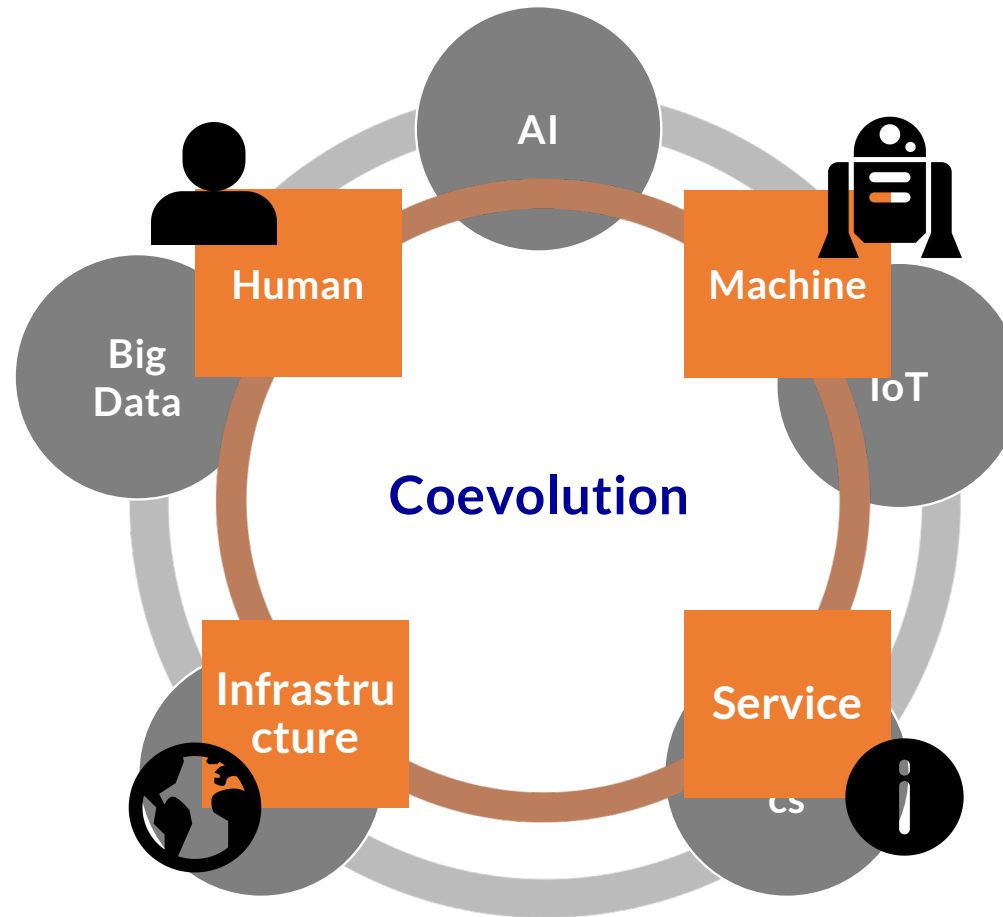 AI
Human
Machine
Big
Data
IoT
Coevolution
Infrastru
cture
Service
cs
i